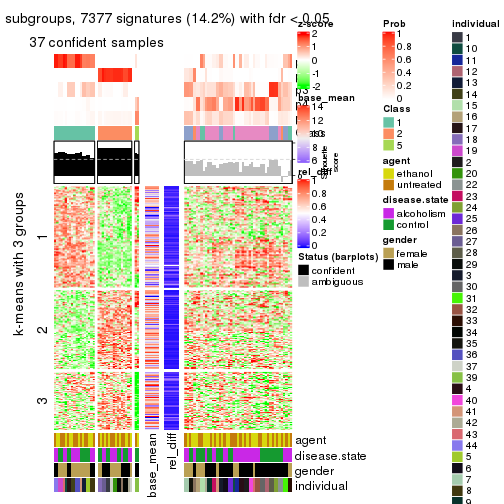 subgroups, 7377 signatures (14.2%) with fdr < 0.05
37 confident samples
k-means with 3 groups
1
2
3
base_mean
rel_diff
agent
disease.state
gender
individual
z-score
2
1
0
-1
-2
base_mean
14
12
10
8
6
rel_diff
1
0.8
0.6
0.4
0.2
0
Silhouette
score
Status (barplots)
confident
ambiguous
Prob
1
0.8
0.6
0.4
0.2
0
Class
1
2
5
agent
ethanol
untreated
disease.state
alcoholism
control
gender
female
male
individual
1
10
11
12
13
14
15
16
17
18
19
2
20
22
23
24
25
26
27
28
29
3
30
31
32
33
34
35
36
37
39
4
40
41
42
43
44
5
6
7
8
9